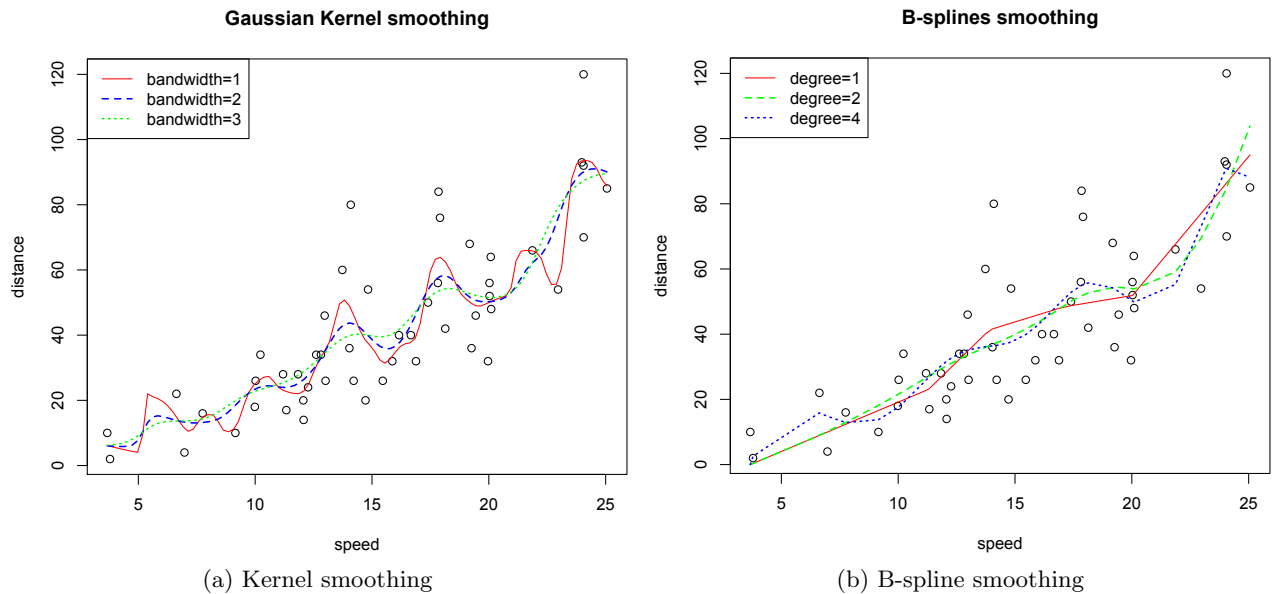 Gaussian Kernel smoothing
bandwidth=1
bandwidth=2
bandwidth=3
distance
0
20
40
60
80
100
120
5
10
15
20
25
speed
(a) Kernel smoothing
B-splines smoothing
degree=1
degree=2
degree=4
distance
0
20
40
60
80
100
120
5
10
15
20
25
speed
(b) B-spline smoothing